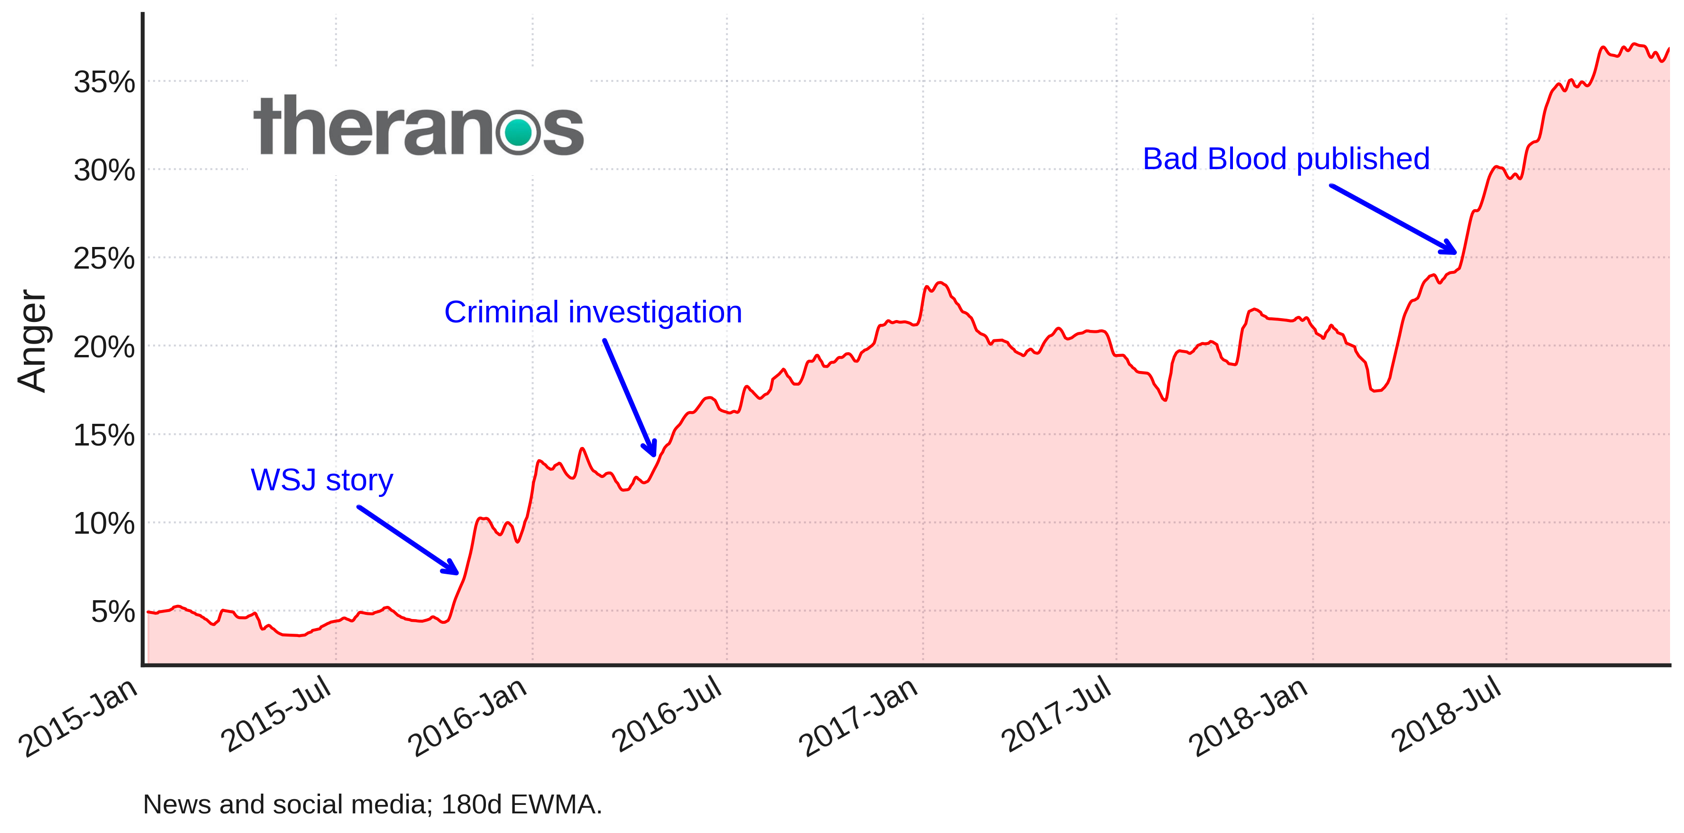 35%
theranos
Bad Blood published
30%
25%
Anger
Criminal investigation
20%
15%
WSJ story
10%
5%
2015-Jan
2015-Jul
2016-Jan
2016-Jul
2017-Jan
2017-Jul
2018-Jan
2018-Jul
News and social media; 180d EWMA.